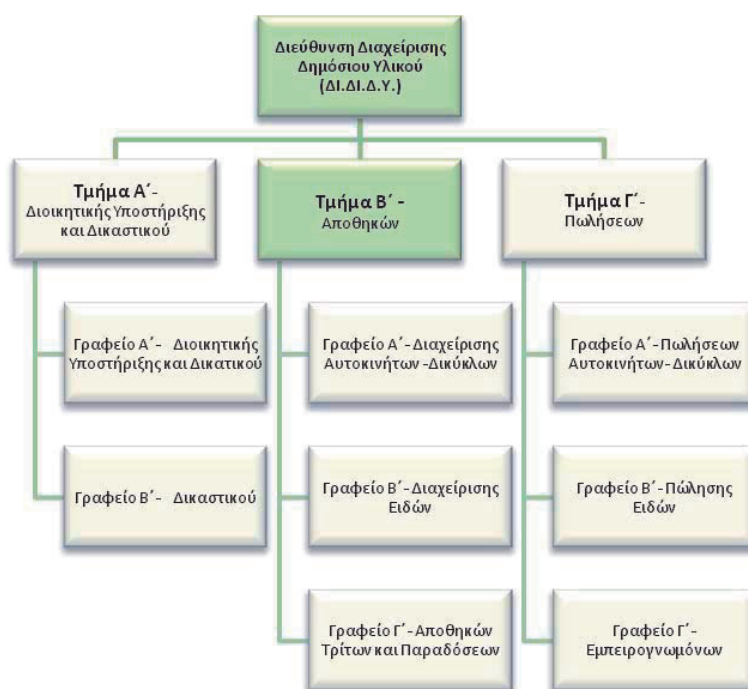 Διεύθυνση Διαχείρισης
Δημόσιου Υλικού
(ΔΙ.ΔΙ.Δ.Υ.)
Τμήμα Α΄-
Διοικητικής Υποστήριξης
και Δικαστικού
Γραφείο Α΄- Διοικητικής
Υποστήριξης και Δικατικού
Γραφείο Β΄- Δικαστικού
Τμήμα Β΄ -
Αποθηκών
Γραφείο Α΄-Διαχείρισης
Αυτοκινήτων -Δικύκλων
Γραφείο Β΄-Διαχείρισης
Ειδών
Γραφείο Γ΄-Αποθηκών
Τρίτων και Παραδόσεων
Τμήμα Γ΄-
Πωλήσεων
Γραφείο Α΄-Πωλήσεων
Αυτοκινήτων-Δικύκλων
Γραφείο Β΄-Πώλησης
Ειδών
Γραφείο Γ΄-
Εμπειρογνωμόνων